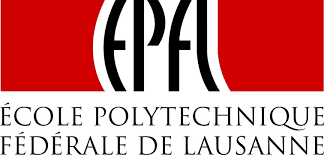 EPFL
ÉCOLE POLYTECHNIQUE
FÉDÉRALE DE LAUSANNE